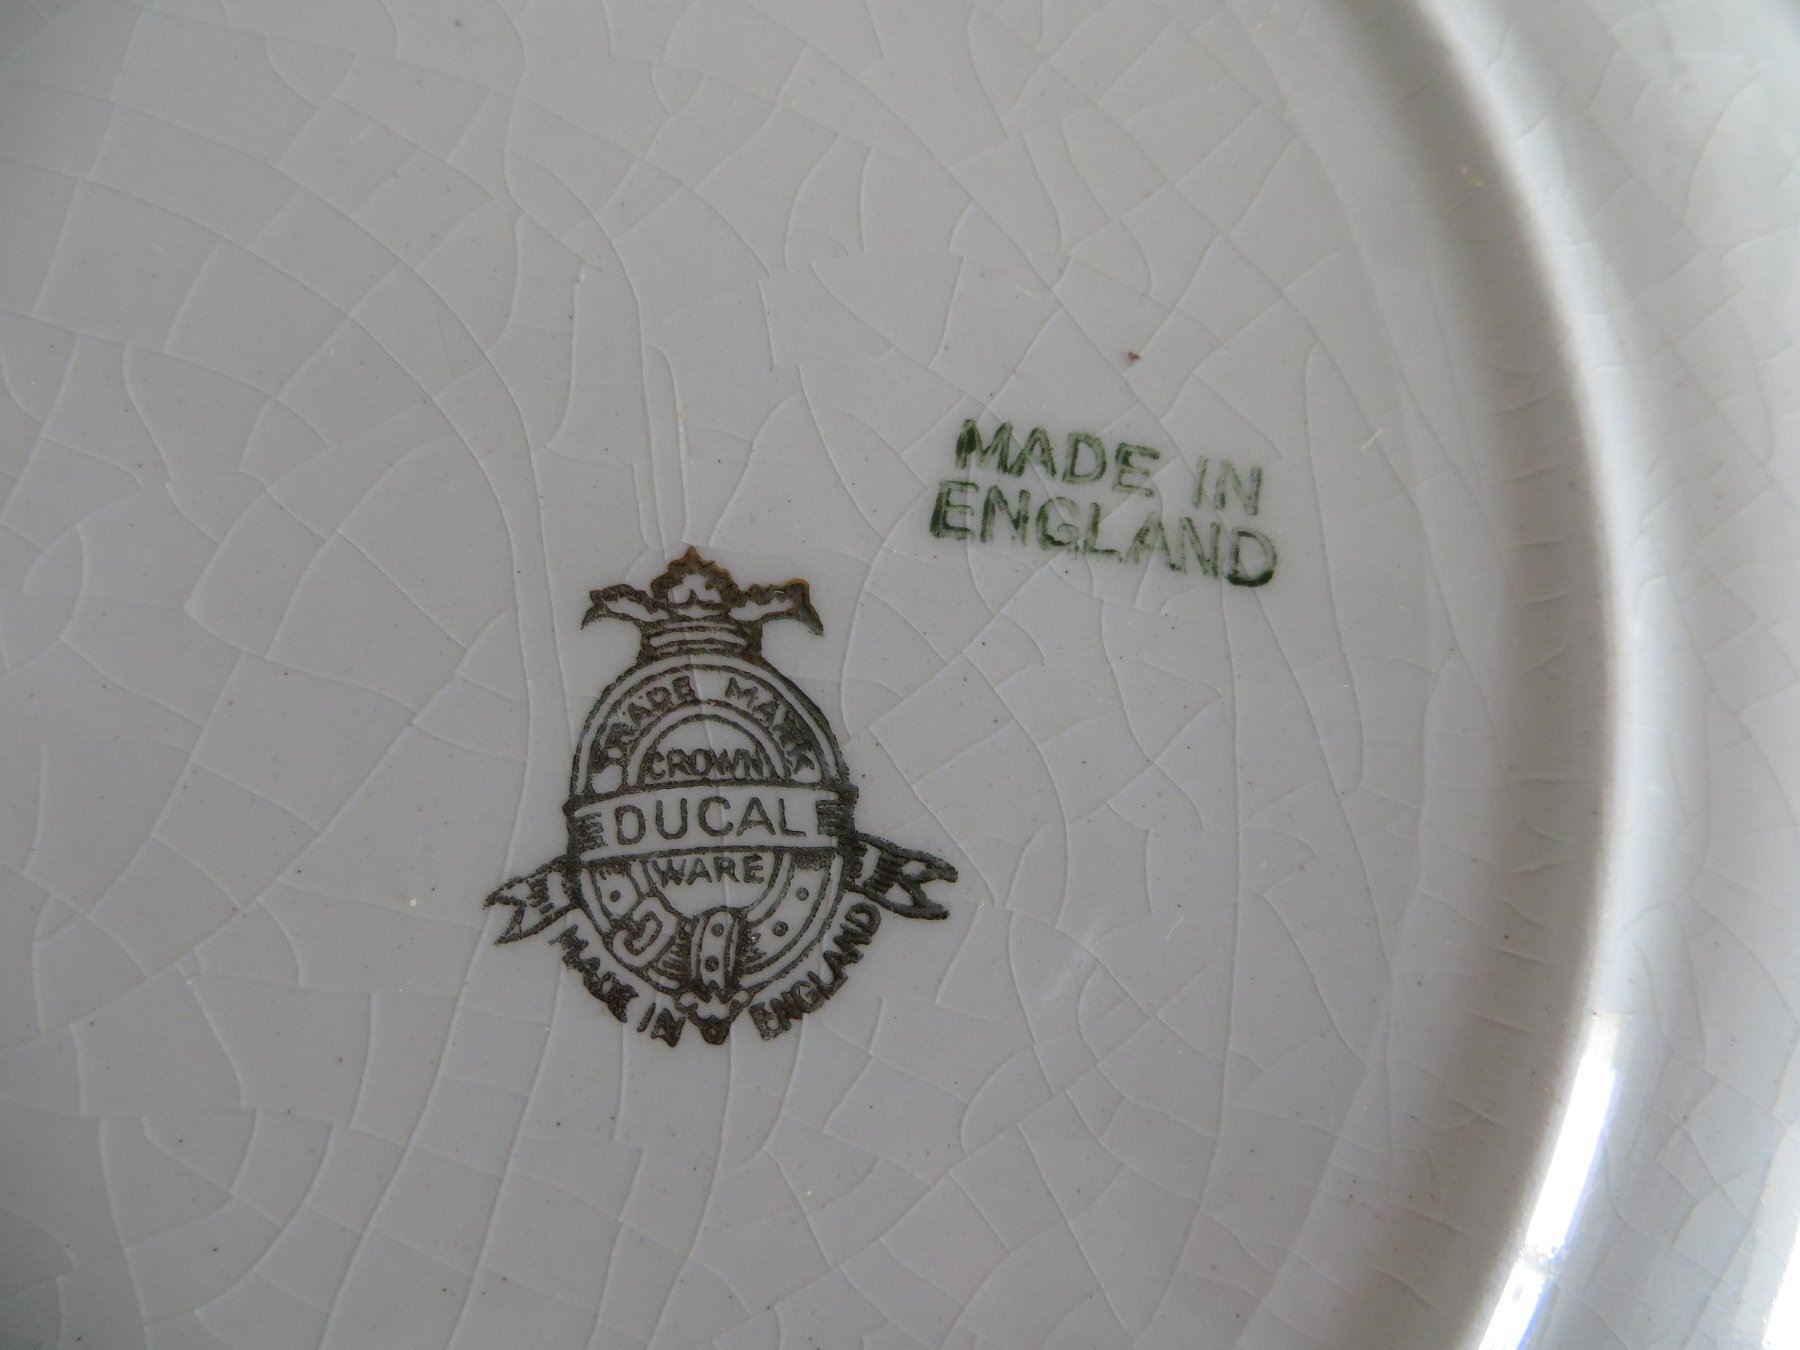 MADE IN
ENGLAND
TRADE MARK
CROWN
DUCAL
WARE
MADE IN ENGLAND